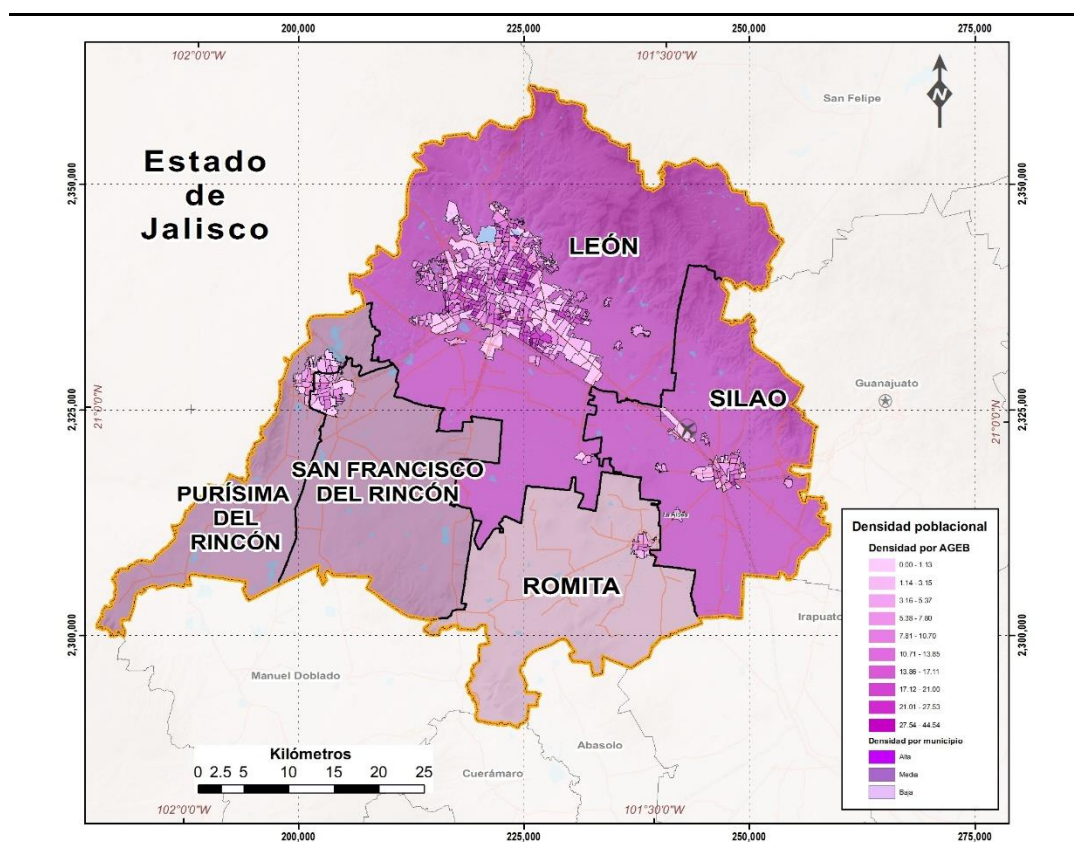 200,000
225,000
250,000
275,000
102°0'0"W
101°30'0"W
N
San Felipe
Estado
de
Jalisco
2,350,000
2,350,000
LEÓN
Guanajuato
SILAO
2,325,000
21°0'0"N
21°0'0"N
2,325,000
SAN FRANCISCO
DEL RINCÓN
PURÍSIMA
DEL
RINCÓN
ROMITA
Irapuato
2,300,000
2,300,000
Manuel Doblado
Abasolo
Cuerámaro
Kilómetros
0 2.5 5 10 15 20 25
Densidad poblacional
Densidad por AGEB
0.00 - 1.13
1.14 - 3.15
3.16 - 5.37
5.38 - 7.80
7.81 - 10.70
10.71 - 13.85
13.86 - 17.11
17.12 - 21.00
21.01 - 27.53
27.54 - 44.54
Densidad por municipio
Alta
Media
Baja
102°0'0"W
101°30'0"W
200,000
225,000
250,000
275,000